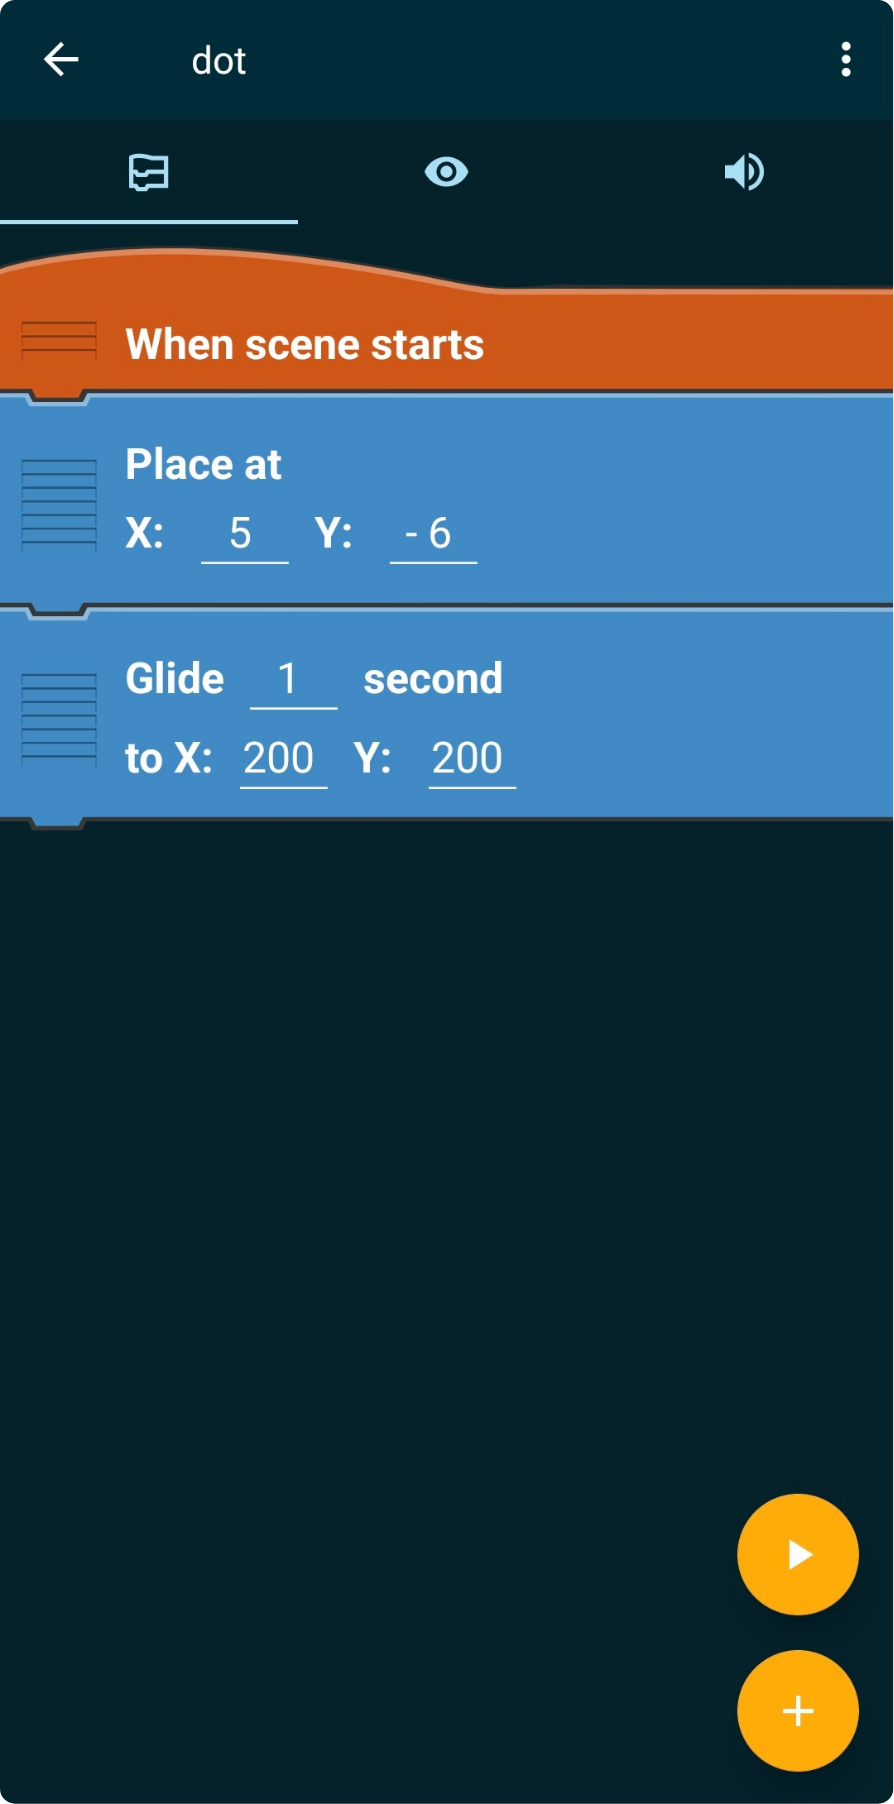 dot
When scene starts
Place at
X: 5 Y: - 6
Glide 1 second
to X: 200 Y: 200